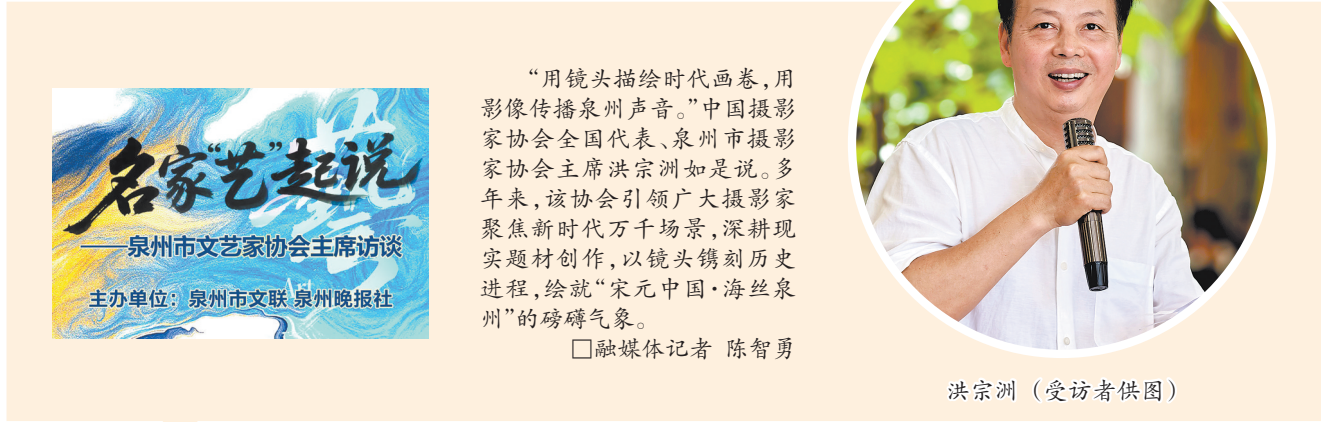 名家“艺”起说
——泉州市文艺家协会主席访谈
主办单位：泉州市文联 泉州晚报社
“用镜头描绘时代画卷，用
影像传播泉州声音。”中国摄影
家协会全国代表、泉州市摄影
家协会主席洪宗洲如是说。多
年来，该协会引领广大摄影家
聚焦新时代万千场景，深耕现
实题材创作，以镜头镌刻历史
进程，绘就“宋元中国·海丝泉
州”的磅礴气象。
□融媒体记者 陈智勇
洪宗洲（受访者供图）